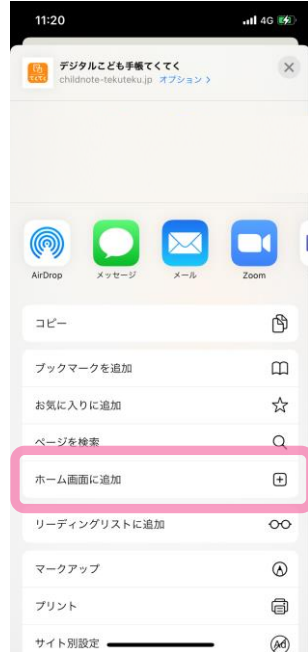 11:20
4G
デジタルこども手帳てくてく
childnote-tekuteku.jp オプション >
てくてく
AirDrop
メッセージ
メール
Zoom
コピー
ブックマークを追加
お気に入りに追加
ページを検索
ホーム画面に追加
リーディングリストに追加
マークアップ
プリント
サイト別設定
Ad